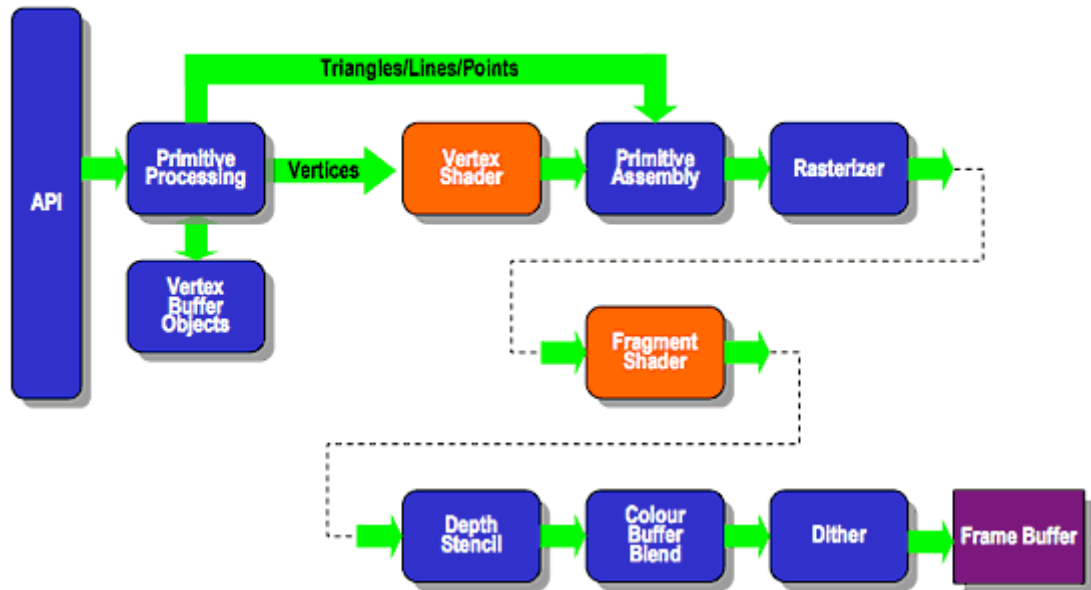 Triangles/Lines/Points
API
Primitive
Processing
Vertices
Vertex
Shader
Primitive
Assembly
Rasterizer
Vertex
Buffer
Objects
Fragment
Shader
Depth
Stencil
Colour
Buffer
Blend
Dither
Frame Buffer